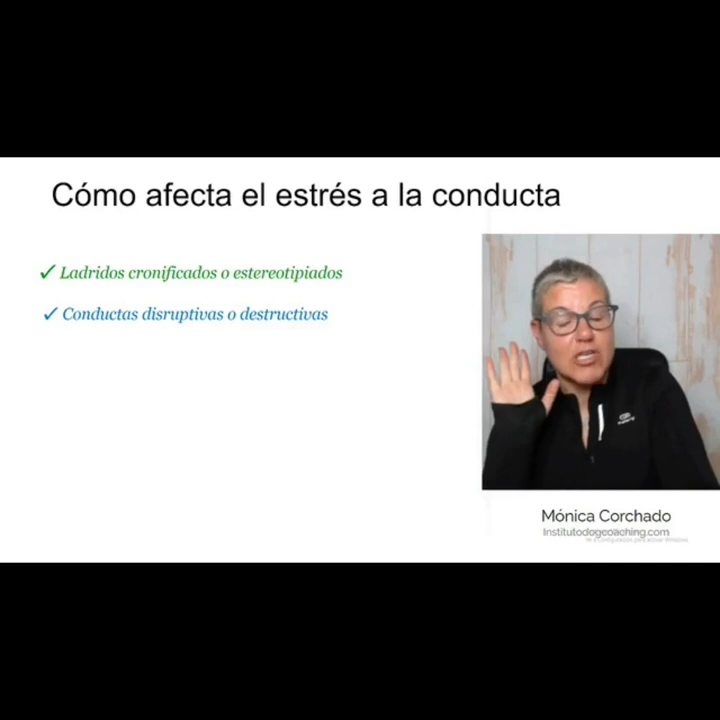 Cómo afecta el estrés a la conducta
✓ Ladridos cronificados o estereotipiados
✓ Conductas disruptivas o destructivas
Mónica Corchado
Institutodogcoaching.com